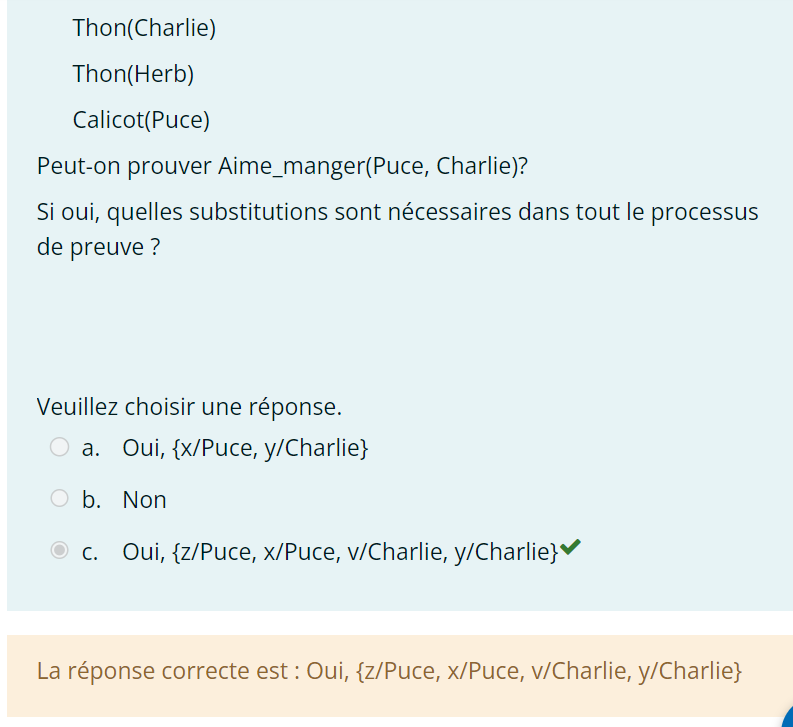 Thon(Charlie)
Thon(Herb)
Calicot(Puce)
Peut-on prouver Aime_manger(Puce, Charlie)?
Si oui, quelles substitutions sont nécessaires dans tout le processus
de preuve ?
Veuillez choisir une réponse.
a. Oui, {x/Puce, y/Charlie}
b. Non
c. Oui, {z/Puce, x/Puce, v/Charlie, y/Charlie}
La réponse correcte est : Oui, {z/Puce, x/Puce, v/Charlie, y/Charlie}